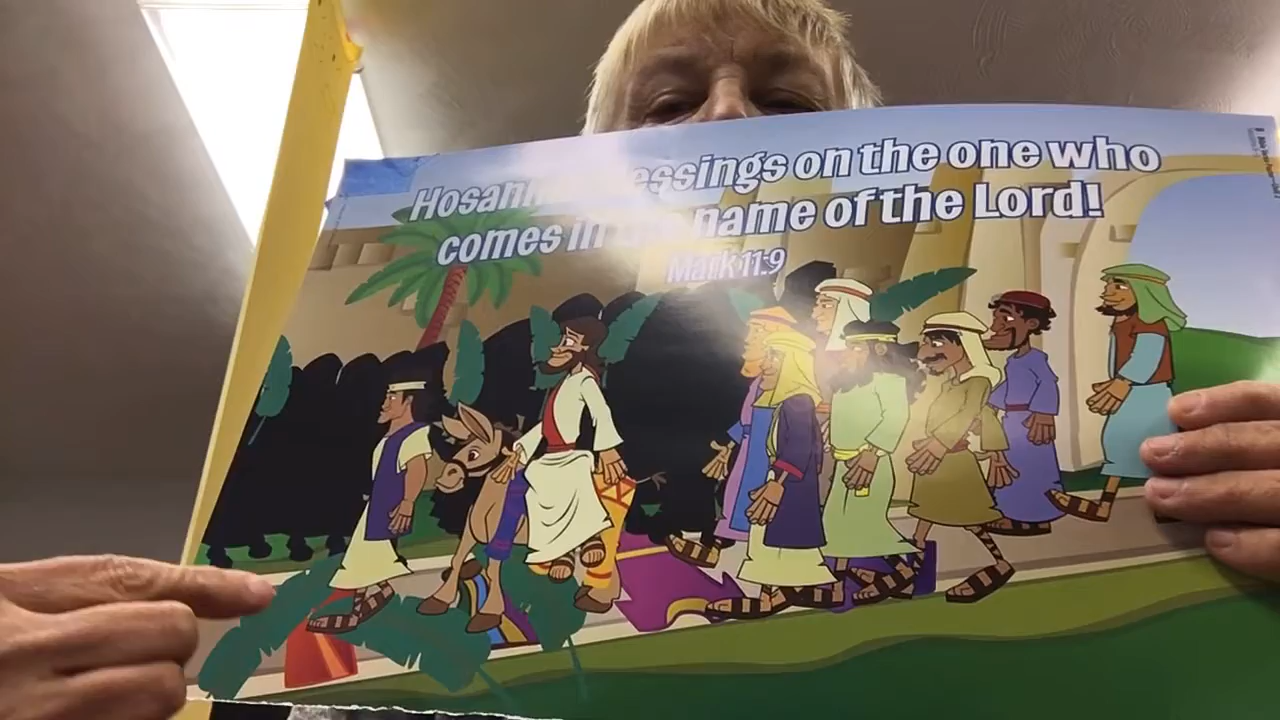 Hosann essings on the one who
comes in name of the Lord!
Mark 11:9